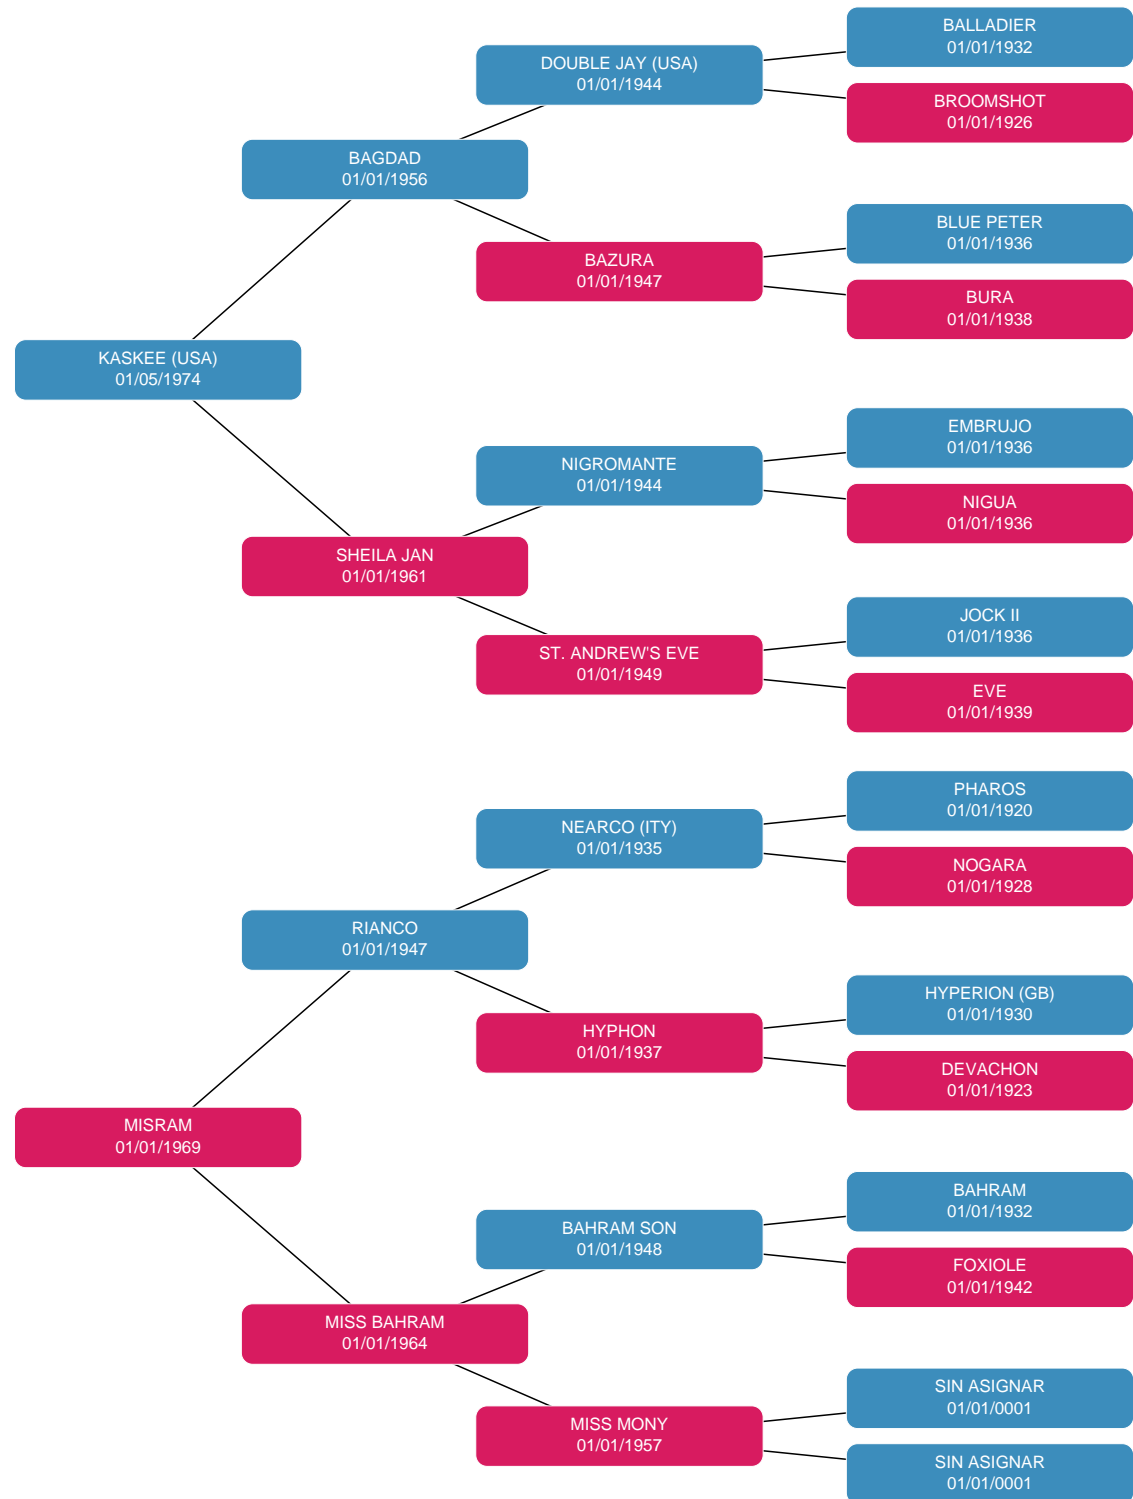 BALLADIER
01/01/1932
DOUBLE JAY (USA)
01/01/1944
BROOMSHOT
01/01/1926
BAGDAD
01/01/1956
BLUE PETER
01/01/1936
BAZURA
01/01/1947
BURA
01/01/1938
KASKEE (USA)
01/05/1974
EMBRUJO
01/01/1936
NIGROMANTE
01/01/1944
NIGUA
01/01/1936
SHEILA JAN
01/01/1961
JOCK II
01/01/1936
ST. ANDREW'S EVE
01/01/1949
EVE
01/01/1939
PHAROS
01/01/1920
NEARCO (ITY)
01/01/1935
NOGARA
01/01/1928
RIANCO
01/01/1947
HYPERION (GB)
01/01/1930
HYPHON
01/01/1937
DEVACHON
01/01/1923
MISRAM
01/01/1969
BAHRAM
01/01/1932
BAHRAM SON
01/01/1948
FOXIOLE
01/01/1942
MISS BAHRAM
01/01/1964
SIN ASIGNAR
01/01/0001
MISS MONY
01/01/1957
SIN ASIGNAR
01/01/0001